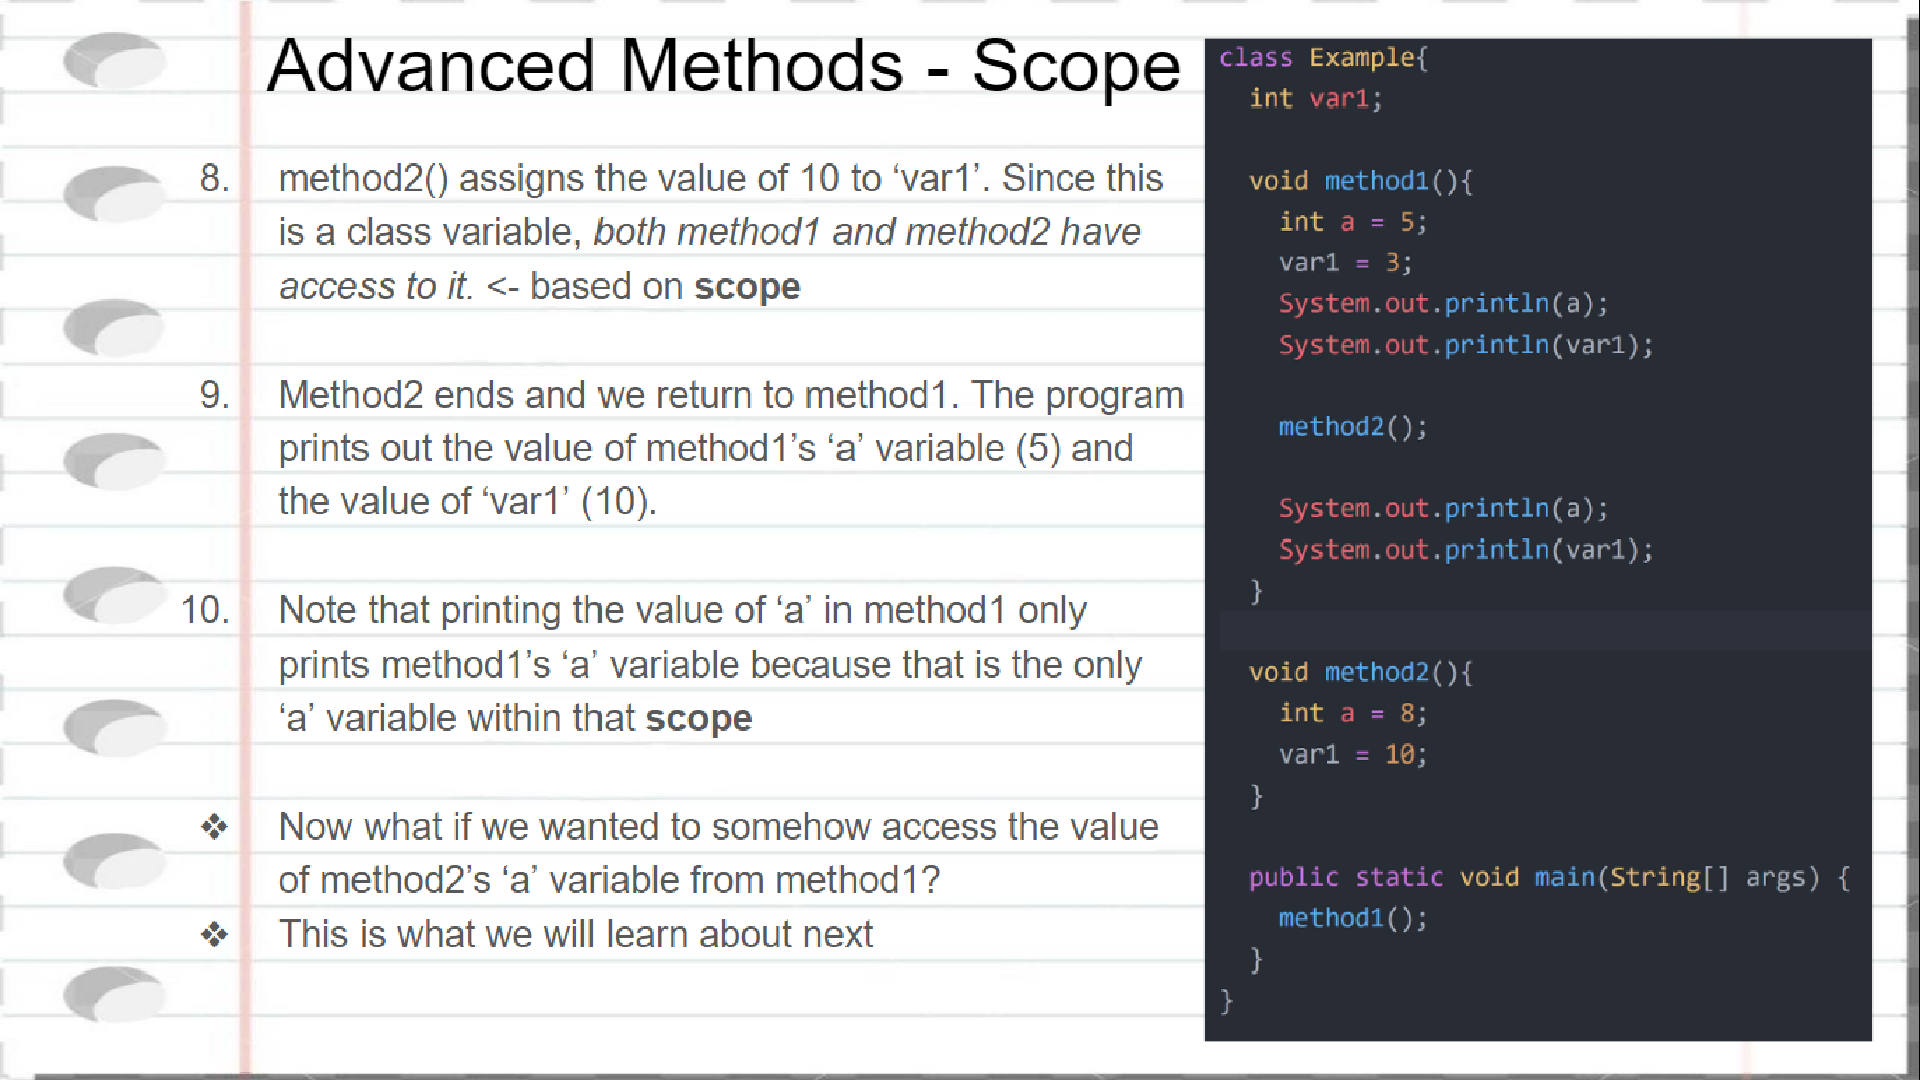 Advanced Methods - Scope
8. method2() assigns the value of 10 to ‘var1’. Since this
is a class variable, both method1 and method2 have
access to it. <- based on scope
9. Method2 ends and we return to method1. The program
prints out the value of method1’s ‘a’ variable (5) and
the value of ‘var1’ (10).
10. Note that printing the value of ‘a’ in method1 only
prints method1’s ‘a’ variable because that is the only
‘a’ variable within that scope
❖ Now what if we wanted to somehow access the value
of method2’s ‘a’ variable from method1?
❖ This is what we will learn about next
class Example{
int var1;
void method1(){
int a = 5;
var1 = 3;
System.out.println(a);
System.out.println(var1);
method2();
System.out.println(a);
System.out.println(var1);
}
void method2(){
int a = 8;
var1 = 10;
}
public static void main(String[] args) {
method1();
}
}